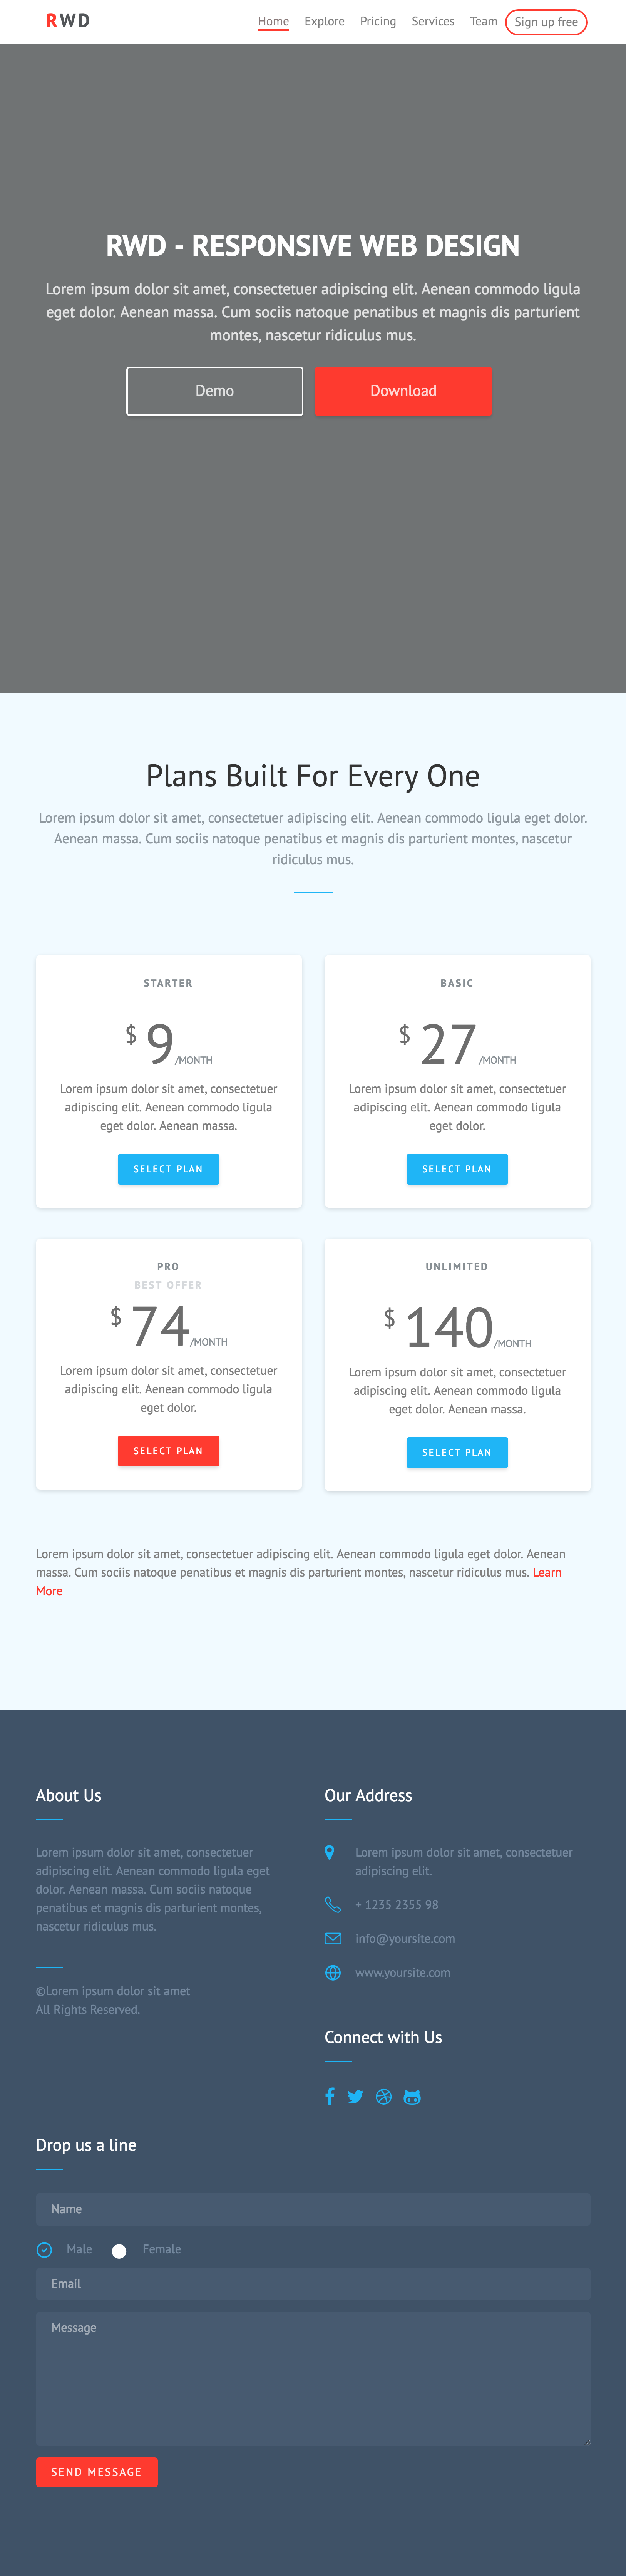 RWD
Home Explore Pricing Services Team Sign up free
RWD - RESPONSIVE WEB DESIGN
Lorem ipsum dolor sit amet, consectetuer adipiscing elit. Aenean commodo ligula
eget dolor. Aenean massa. Cum sociis natoque penatibus et magnis dis parturient
montes, nascetur ridiculus mus.
Demo
Download
Plans Built For Every One
Lorem ipsum dolor sit amet, consectetuer adipiscing elit. Aenean commodo ligula eget dolor.
Aenean massa. Cum sociis natoque penatibus et magnis dis parturient montes, nascetur
ridiculus mus.
STARTER
$ 9 /MONTH
Lorem ipsum dolor sit amet, consectetuer
adipiscing elit. Aenean commodo ligula
eget dolor. Aenean massa.
SELECT PLAN
BASIC
$ 27 /MONTH
Lorem ipsum dolor sit amet, consectetuer
adipiscing elit. Aenean commodo ligula
eget dolor.
SELECT PLAN
PRO
BEST OFFER
$ 74 /MONTH
Lorem ipsum dolor sit amet, consectetuer
adipiscing elit. Aenean commodo ligula
eget dolor.
SELECT PLAN
UNLIMITED
$ 140 /MONTH
Lorem ipsum dolor sit amet, consectetuer
adipiscing elit. Aenean commodo ligula
eget dolor. Aenean massa.
SELECT PLAN
Lorem ipsum dolor sit amet, consectetuer adipiscing elit. Aenean commodo ligula eget dolor. Aenean
massa. Cum sociis natoque penatibus et magnis dis parturient montes, nascetur ridiculus mus. Learn
More
About Us
Lorem ipsum dolor sit amet, consectetuer
adipiscing elit. Aenean commodo ligula eget
dolor. Aenean massa. Cum sociis natoque
penatibus et magnis dis parturient montes,
nascetur ridiculus mus.
©Lorem ipsum dolor sit amet
All Rights Reserved.
Our Address
Lorem ipsum dolor sit amet, consectetuer
adipiscing elit.
+ 1235 2355 98
info@yoursite.com
www.yoursite.com
Connect with Us
Drop us a line
Name
Male Female
Email
Message
SEND MESSAGE